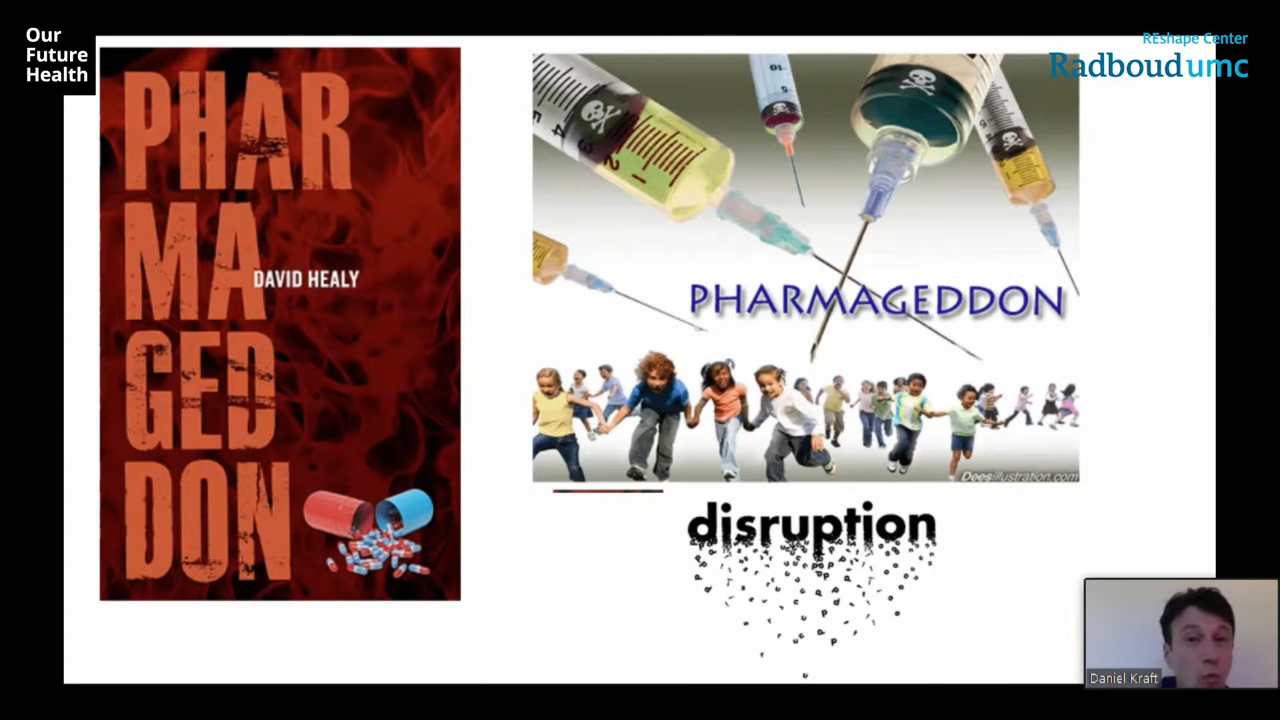 Our
Future
Health
REshape Center
Radboudumc
PHAR
MA
DAVID HEALY
GED
DON
PHARMAGEDDON
Deesillustration.com
disruption
Daniel Kraft